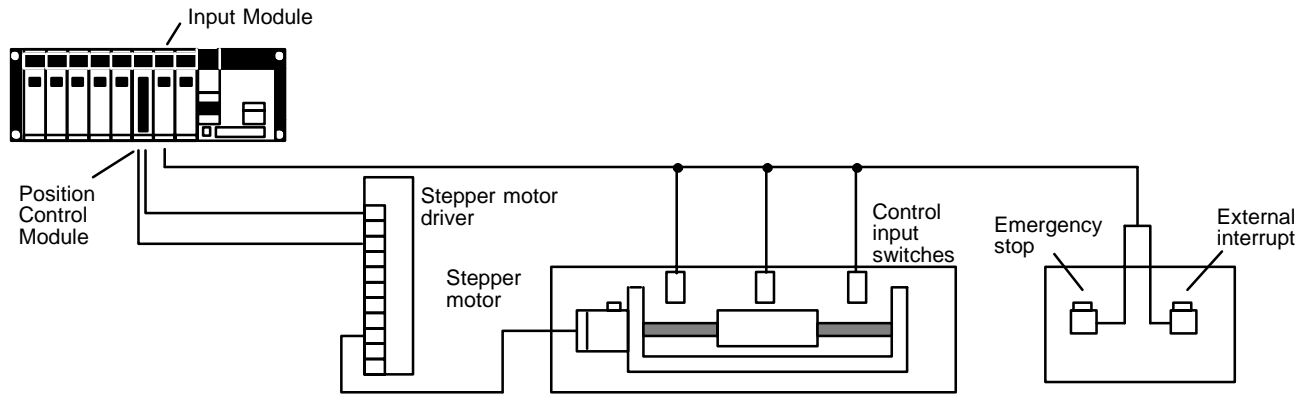 Input Module
Position
Control
Module
Stepper motor
driver
Stepper
motor
Control
input
switches
Emergency
stop
External
interrupt